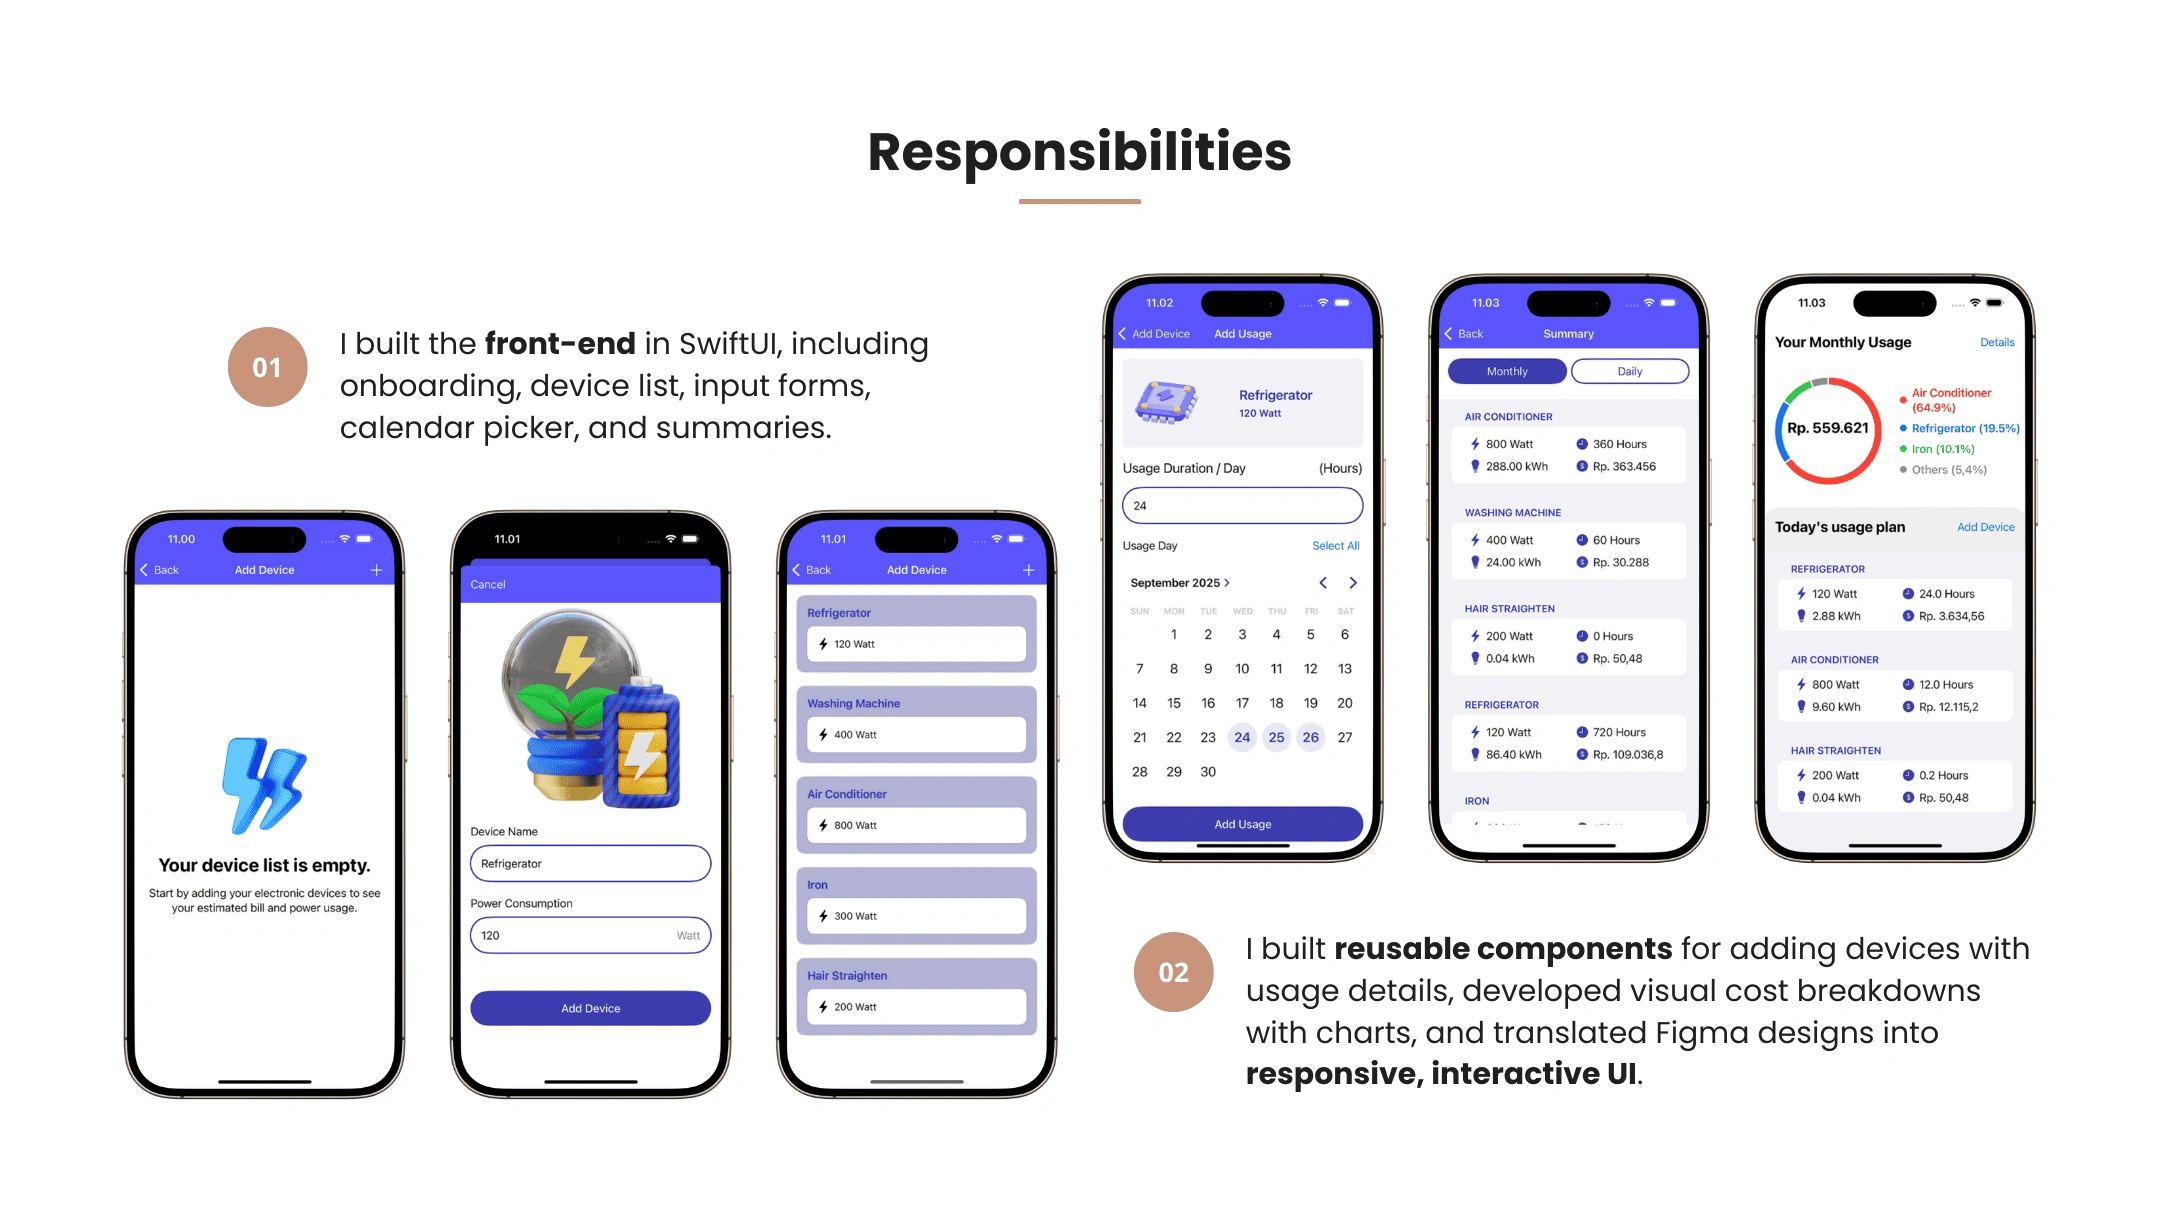 Responsibilities
01
I built the front-end in SwiftUI, including
onboarding, device list, input forms,
calendar picker, and summaries.
11.00
Back
Add Device
+
Your device list is empty.
Start by adding your electronic devices to see
your estimated bill and power usage.
11.01
Cancel
Device Name
Refrigerator
Power Consumption
120 Watt
Add Device
11.01
Back
Add Device
+
Refrigerator
120 Watt
Washing Machine
400 Watt
Air Conditioner
800 Watt
Iron
300 Watt
Hair Straighten
200 Watt
11.02
Add Device
Add Usage
Refrigerator
120 Watt
Usage Duration / Day (Hours)
24
Usage Day Select All
September 2025
SUN MON TUE WED THU FRI SAT
1 2 3 4 5 6
7 8 9 10 11 12 13
14 15 16 17 18 19 20
21 22 23 24 25 26 27
28 29 30
Add Usage
11.03
Back
Summary
Monthly Daily
AIR CONDITIONER
800 Watt 360 Hours
288.00 kWh Rp. 363.456
WASHING MACHINE
400 Watt 60 Hours
24.00 kWh Rp. 30.288
HAIR STRAIGHTEN
200 Watt 0 Hours
0.04 kWh Rp. 50,48
REFRIGERATOR
120 Watt 720 Hours
86.40 kWh Rp. 109.036,8
IRON
11.03
Your Monthly Usage Details
Rp. 559.621
Air Conditioner
(64.9%)
Refrigerator (19.5%)
Iron (10.1%)
Others (5,4%)
Today's usage plan Add Device
REFRIGERATOR
120 Watt 24.0 Hours
2.88 kWh Rp. 3.634,56
AIR CONDITIONER
800 Watt 12.0 Hours
9.60 kWh Rp. 12.115,2
HAIR STRAIGHTEN
200 Watt 0.2 Hours
0.04 kWh Rp. 50,48
02
I built reusable components for adding devices with
usage details, developed visual cost breakdowns
with charts, and translated Figma designs into
responsive, interactive UI.